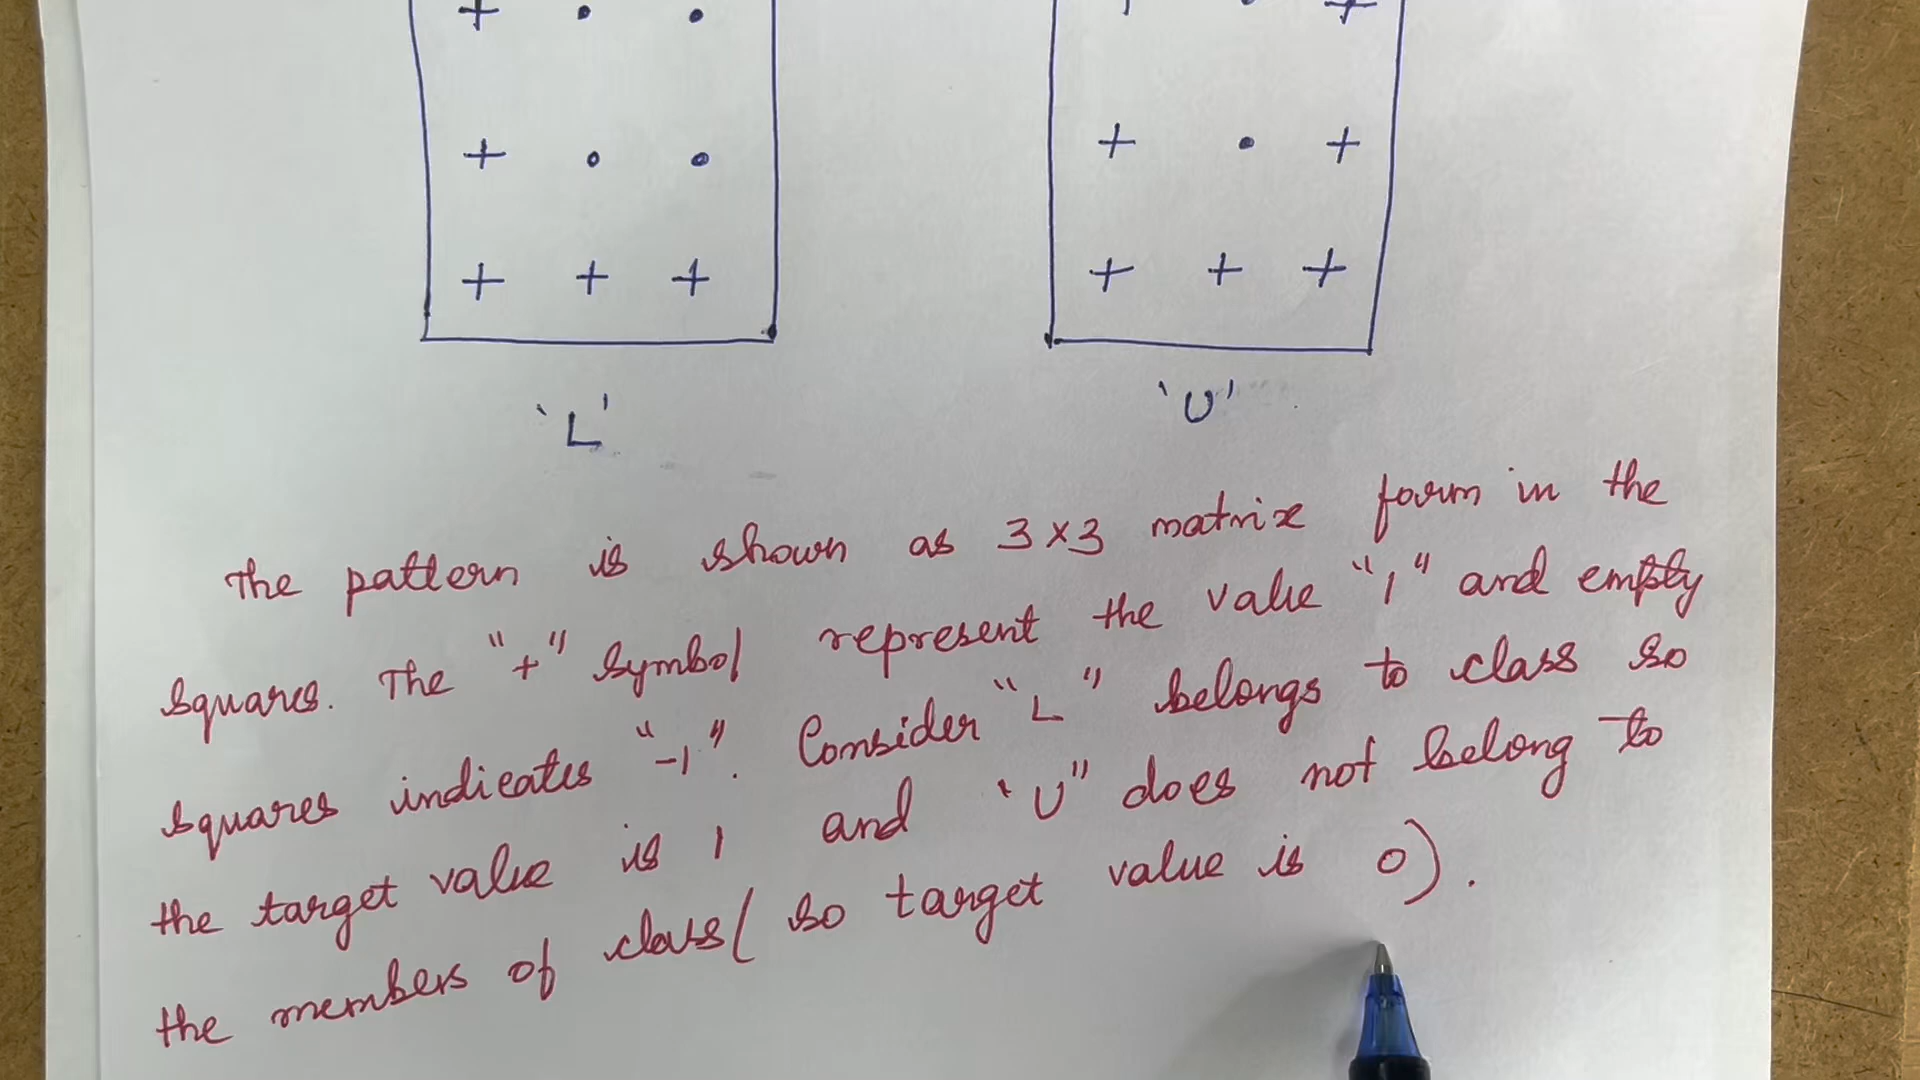 + • •
+ • +
+ • •
+ • +
+ + +
+ + +
'L'
'U'
The pattern is shown as 3×3 matrix form in the
squares. The "+" symbol represent the value "1" and empty
squares indicates "-1". Consider "L" belongs to class so
the target value is 1 and 'U" does not belong to
the members of class( so target value is 0).